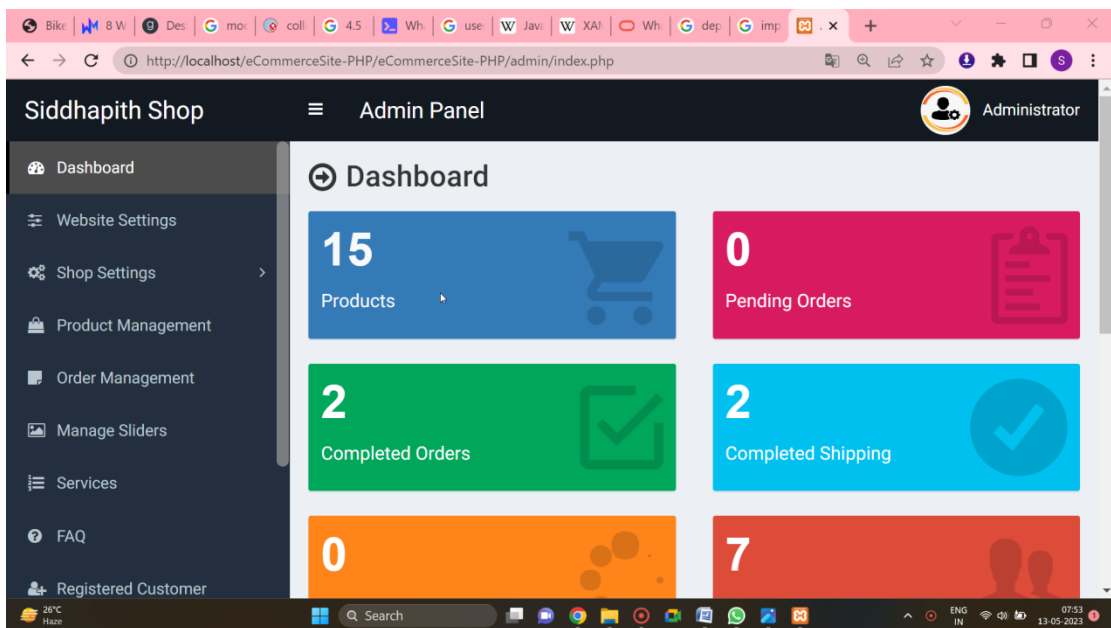 Bike 8 W Des moc coll 4.5 Wh use Java XAM Wh dep imp .
http://localhost/eCommerceSite-PHP/eCommerceSite-PHP/admin/index.php S
Siddhapith Shop Admin Panel Administrator
Dashboard
Website Settings
Shop Settings
Product Management
Order Management
Manage Sliders
Services
FAQ
Registered Customer
Dashboard
15
Products
0
Pending Orders
2
Completed Orders
2
Completed Shipping
0
7
26°C
Haze
Search
ENG
IN
07:53
13-05-2023
1